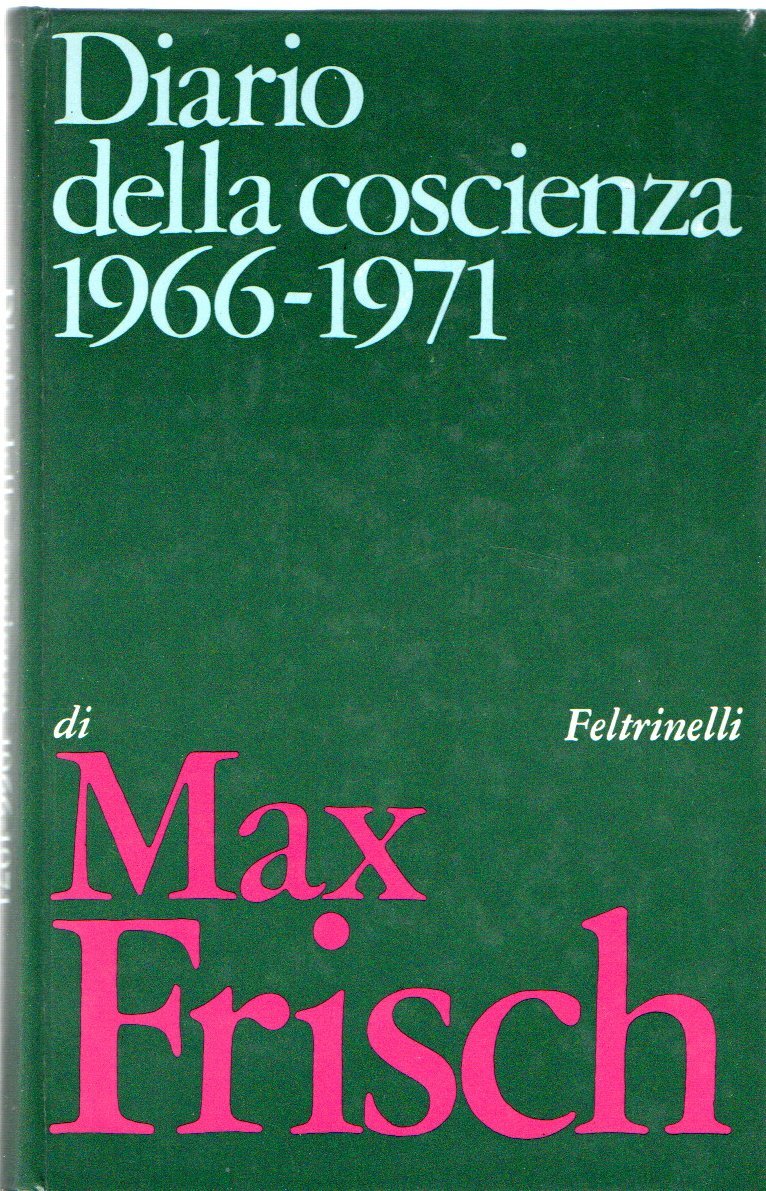 Diario
della coscienza
1966-1971
di
Feltrinelli
Max
Frisch